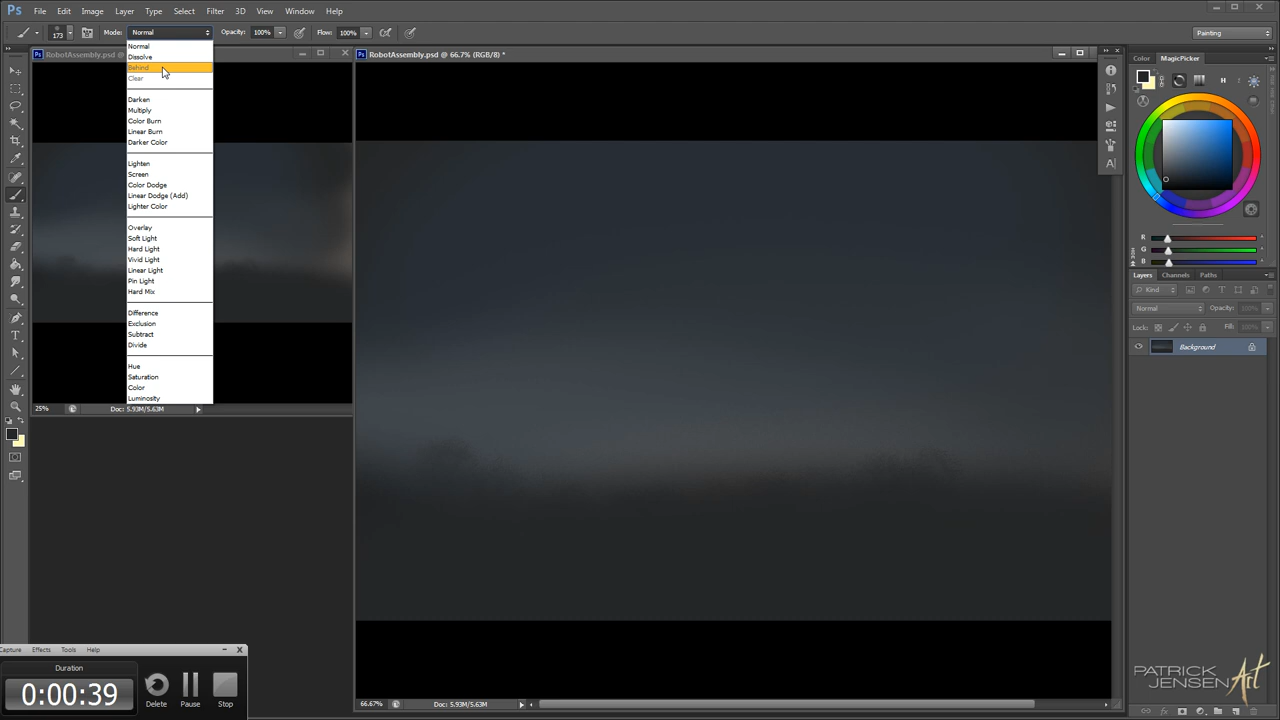 Ps File Edit Image Layer Type Select Filter 3D View Window Help
173 Mode: Normal Opacity: 100% Flow: 100% Painting
RobotAssembly.psd @
RobotAssembly.psd @ 66.7% (RGB/8) *
Normal
Dissolve
Behind
Clear
Darken
Multiply
Color Burn
Linear Burn
Darker Color
Lighten
Screen
Color Dodge
Linear Dodge (Add)
Lighter Color
Overlay
Soft Light
Hard Light
Vivid Light
Linear Light
Pin Light
Hard Mix
Difference
Exclusion
Subtract
Divide
Hue
Saturation
Color
Luminosity
25% Doc: 5.93M/5.63M
Color MagicPicker
H
R
G
B
Layers Channels Paths
Kind
Normal Opacity: 100%
Lock: Fill: 100%
Background
Capture Effects Tools Help
Duration
0:00:39
Delete Pause Stop
66.67% Doc: 5.93M/5.63M
PATRICK
JENSEN Art